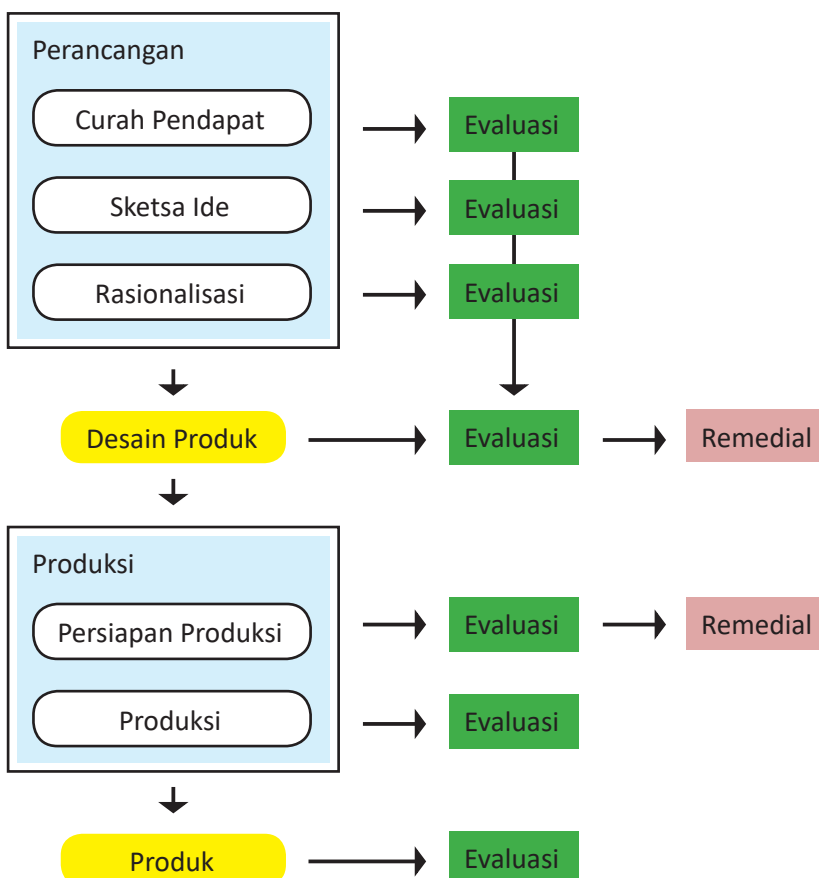 Perancangan
Curah Pendapat
Evaluasi
Sketsa Ide
Evaluasi
Rasionalisasi
Evaluasi
Desain Produk
Evaluasi
Remedial
Produksi
Persiapan Produksi
Evaluasi
Remedial
Produksi
Evaluasi
Produk
Evaluasi